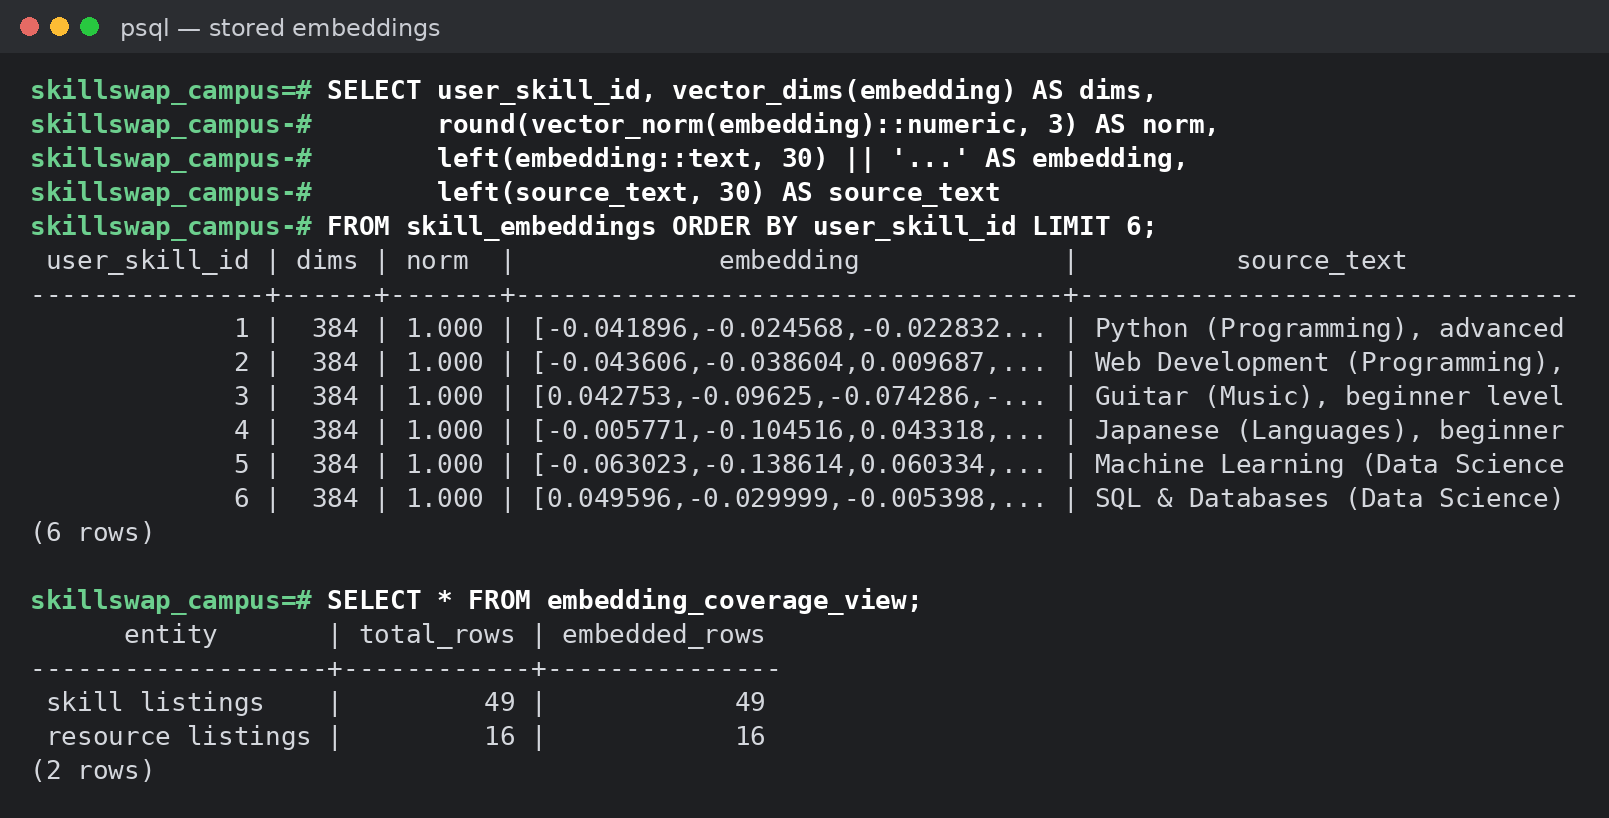 psql — stored embeddings
skillswap_campus=# SELECT user_skill_id, vector_dims(embedding) AS dims,
skillswap_campus-#        round(vector_norm(embedding)::numeric, 3) AS norm,
skillswap_campus-#        left(embedding::text, 30) || '...' AS embedding,
skillswap_campus-#        left(source_text, 30) AS source_text
skillswap_campus-# FROM skill_embeddings ORDER BY user_skill_id LIMIT 6;
 user_skill_id | dims | norm  |             embedding             |          source_text
---------------+------+-------+-----------------------------------+--------------------------------
             1 |  384 | 1.000 | [-0.041896,-0.024568,-0.022832... | Python (Programming), advanced
             2 |  384 | 1.000 | [-0.043606,-0.038604,0.009687,... | Web Development (Programming),
             3 |  384 | 1.000 | [0.042753,-0.09625,-0.074286,-... | Guitar (Music), beginner level
             4 |  384 | 1.000 | [-0.005771,-0.104516,0.043318,... | Japanese (Languages), beginner
             5 |  384 | 1.000 | [-0.063023,-0.138614,0.060334,... | Machine Learning (Data Science
             6 |  384 | 1.000 | [0.049596,-0.029999,-0.005398,... | SQL & Databases (Data Science)
(6 rows)

skillswap_campus=# SELECT * FROM embedding_coverage_view;
      entity       | total_rows | embedded_rows
-------------------+------------+---------------
 skill listings    |         49 |            49
 resource listings |         16 |            16
(2 rows)